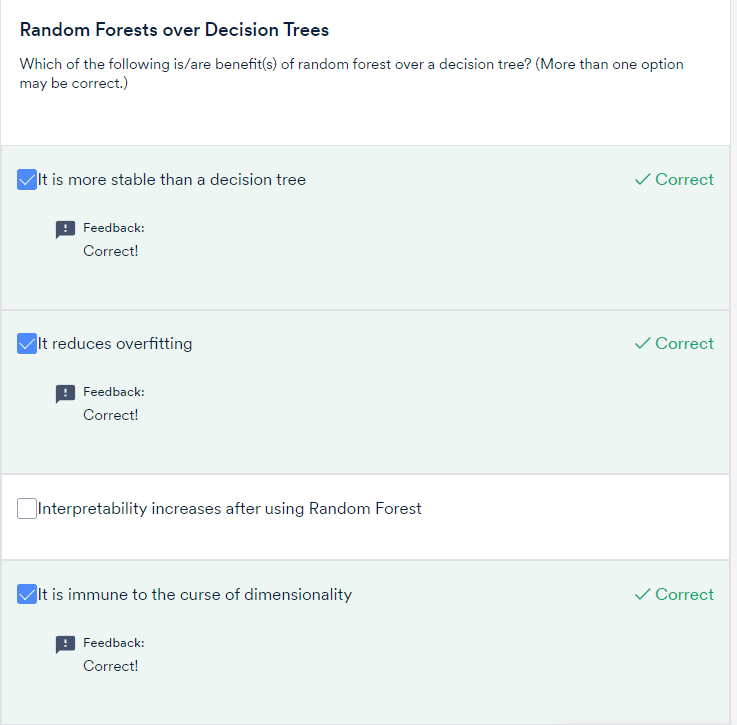 Random Forests over Decision Trees
Which of the following is/are benefit(s) of random forest over a decision tree? (More than one option
may be correct.)
It is more stable than a decision tree
Correct
Feedback:
Correct!
It reduces overfitting
Correct
Feedback:
Correct!
Interpretability increases after using Random Forest
It is immune to the curse of dimensionality
Correct
Feedback:
Correct!